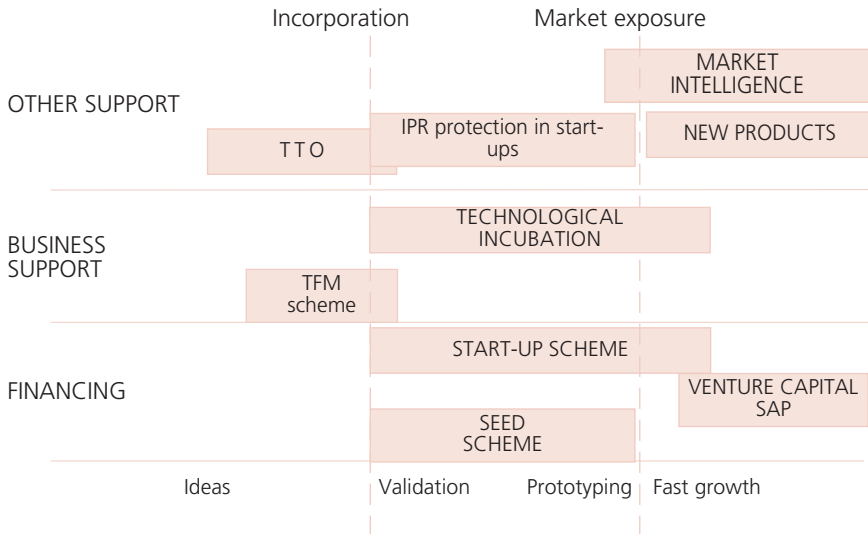 Incorporation
Market exposure
MARKET
INTELLIGENCE
OTHER SUPPORT
IPR protection in start-
ups
NEW PRODUCTS
TTO
TECHNOLOGICAL
INCUBATION
BUSINESS
SUPPORT
TFM
scheme
START-UP SCHEME
FINANCING
VENTURE CAPITAL
SAP
SEED
SCHEME
Ideas
Validation
Prototyping
Fast growth